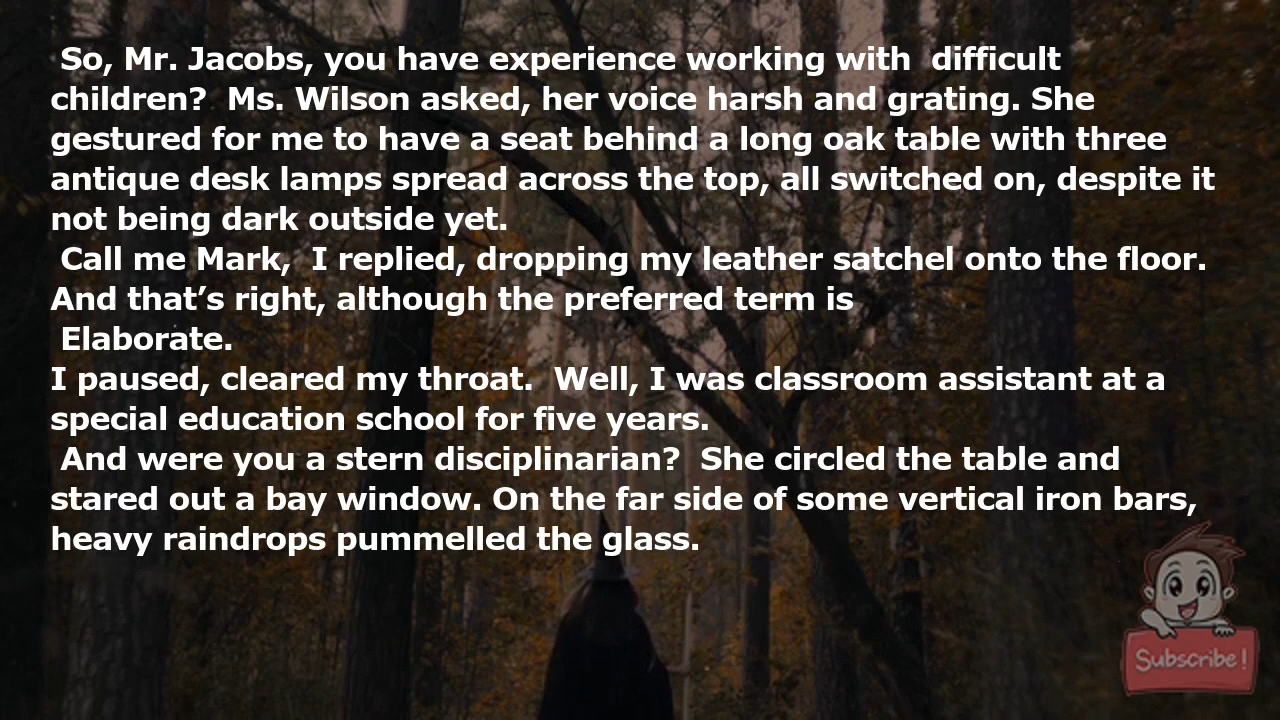 So, Mr. Jacobs, you have experience working with  difficult
children?  Ms. Wilson asked, her voice harsh and grating. She
gestured for me to have a seat behind a long oak table with three
antique desk lamps spread across the top, all switched on, despite it
not being dark outside yet.
Call me Mark,  I replied, dropping my leather satchel onto the floor.
And that’s right, although the preferred term is
Elaborate.
I paused, cleared my throat.  Well, I was classroom assistant at a
special education school for five years.
And were you a stern disciplinarian?  She circled the table and
stared out a bay window. On the far side of some vertical iron bars,
heavy raindrops pummelled the glass.
Subscribe!